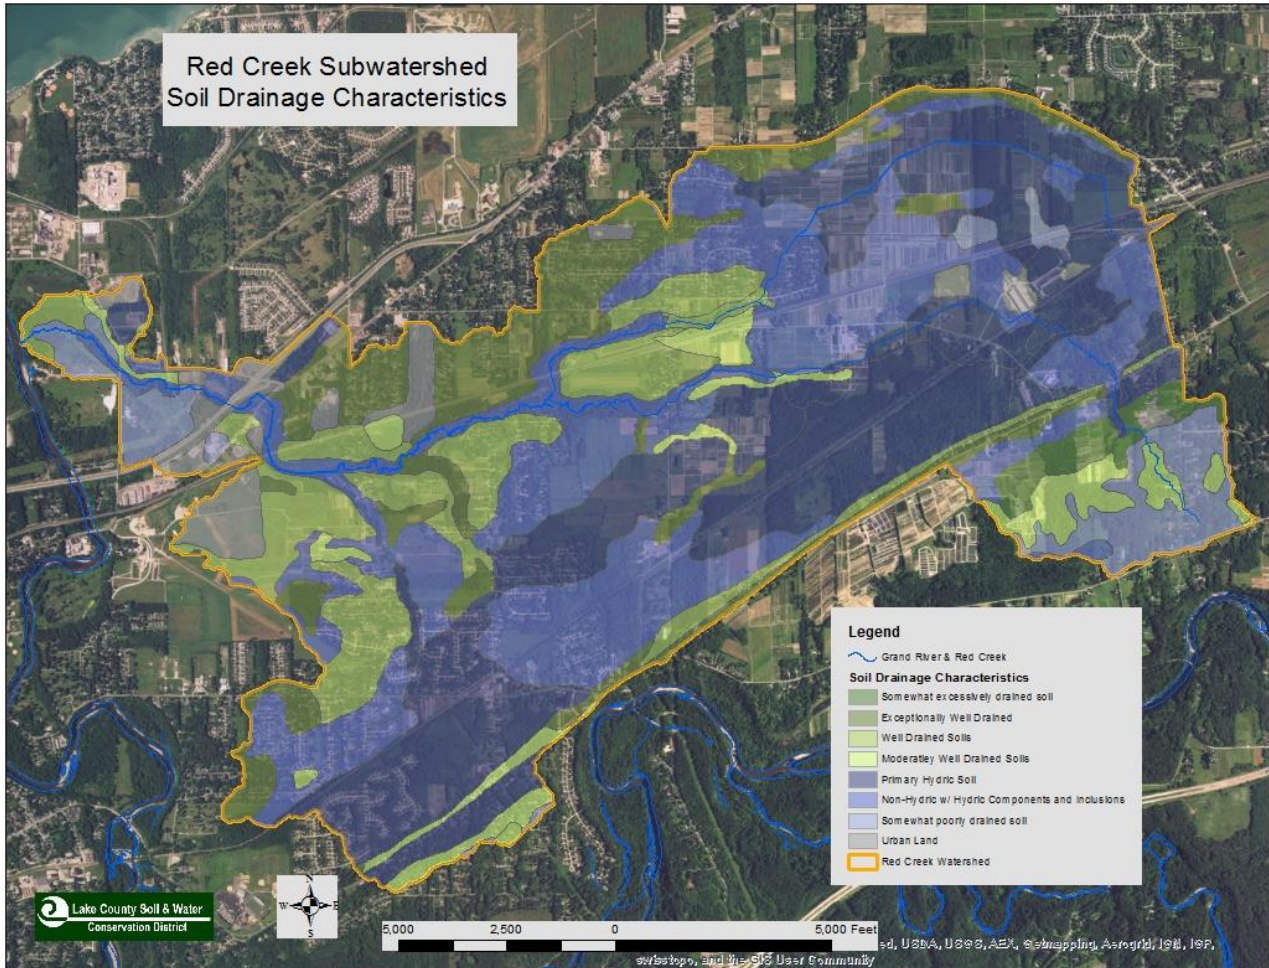 Red Creek Subwatershed
Soil Drainage Characteristics
Legend
Grand River & Red Creek
Soil Drainage Characteristics
Somewhat excessively drained soil
Exceptionally Well Drained
Well Drained Soils
Moderatley Well Drained Soils
Primary Hydric Soil
Non-Hydric w/ Hydric Components and Inclusions
Somewhat poorly drained soil
Urban Land
Red Creek Watershed
Lake County Soil & Water
Conservation District
N
W E
S
5,000 2,500 0 5,000 Feet
ed, USDA, USGS, AEX, Getmapping, Aerogrid, IGN, IGP,
swisstopo, and the GIS User Community